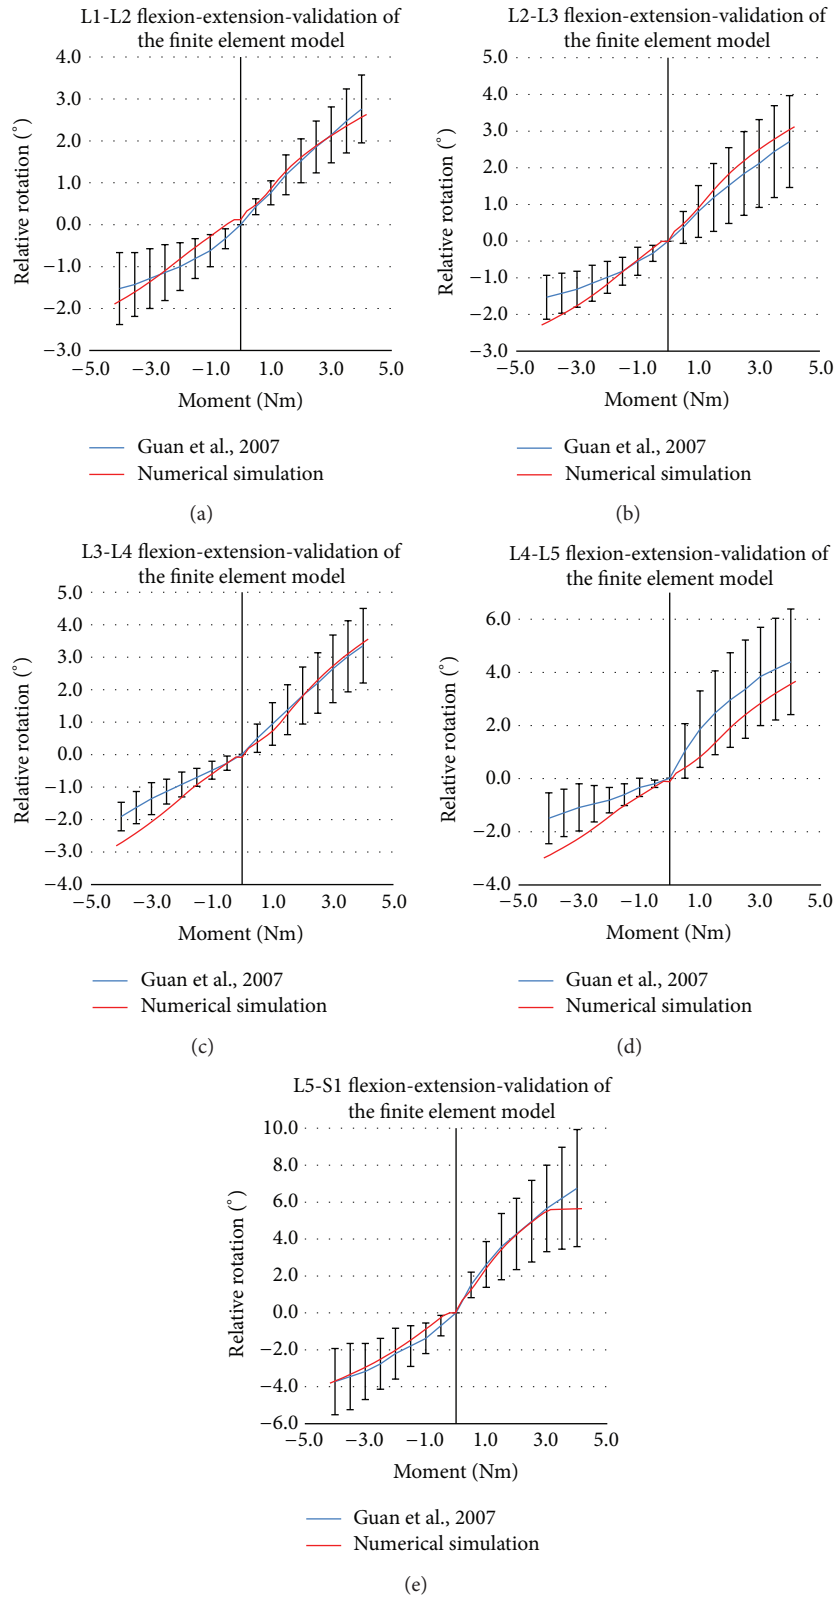 L1-L2 flexion-extension-validation of
the finite element model
4.0
3.0
2.0
1.0
0.0
−1.0
−2.0
−3.0
Relative rotation (°)
−5.0 −3.0 −1.0 1.0 3.0 5.0
Moment (Nm)
Guan et al., 2007
Numerical simulation
(a)
L2-L3 flexion-extension-validation of
the finite element model
5.0
4.0
3.0
2.0
1.0
0.0
−1.0
−2.0
−3.0
Relative rotation (°)
−5.0 −3.0 −1.0 1.0 3.0 5.0
Moment (Nm)
Guan et al., 2007
Numerical simulation
(b)
L3-L4 flexion-extension-validation of
the finite element model
5.0
4.0
3.0
2.0
1.0
0.0
−1.0
−2.0
−3.0
−4.0
Relative rotation (°)
−5.0 −3.0 −1.0 1.0 3.0 5.0
Moment (Nm)
Guan et al., 2007
Numerical simulation
(c)
L4-L5 flexion-extension-validation of
the finite element model
6.0
4.0
2.0
0.0
−2.0
−4.0
Relative rotation (°)
−5.0 −3.0 −1.0 1.0 3.0 5.0
Moment (Nm)
Guan et al., 2007
Numerical simulation
(d)
L5-S1 flexion-extension-validation of
the finite element model
10.0
8.0
6.0
4.0
2.0
0.0
−2.0
−4.0
−6.0
Relative rotation (°)
−5.0 −3.0 −1.0 1.0 3.0 5.0
Moment (Nm)
Guan et al., 2007
Numerical simulation
(e)